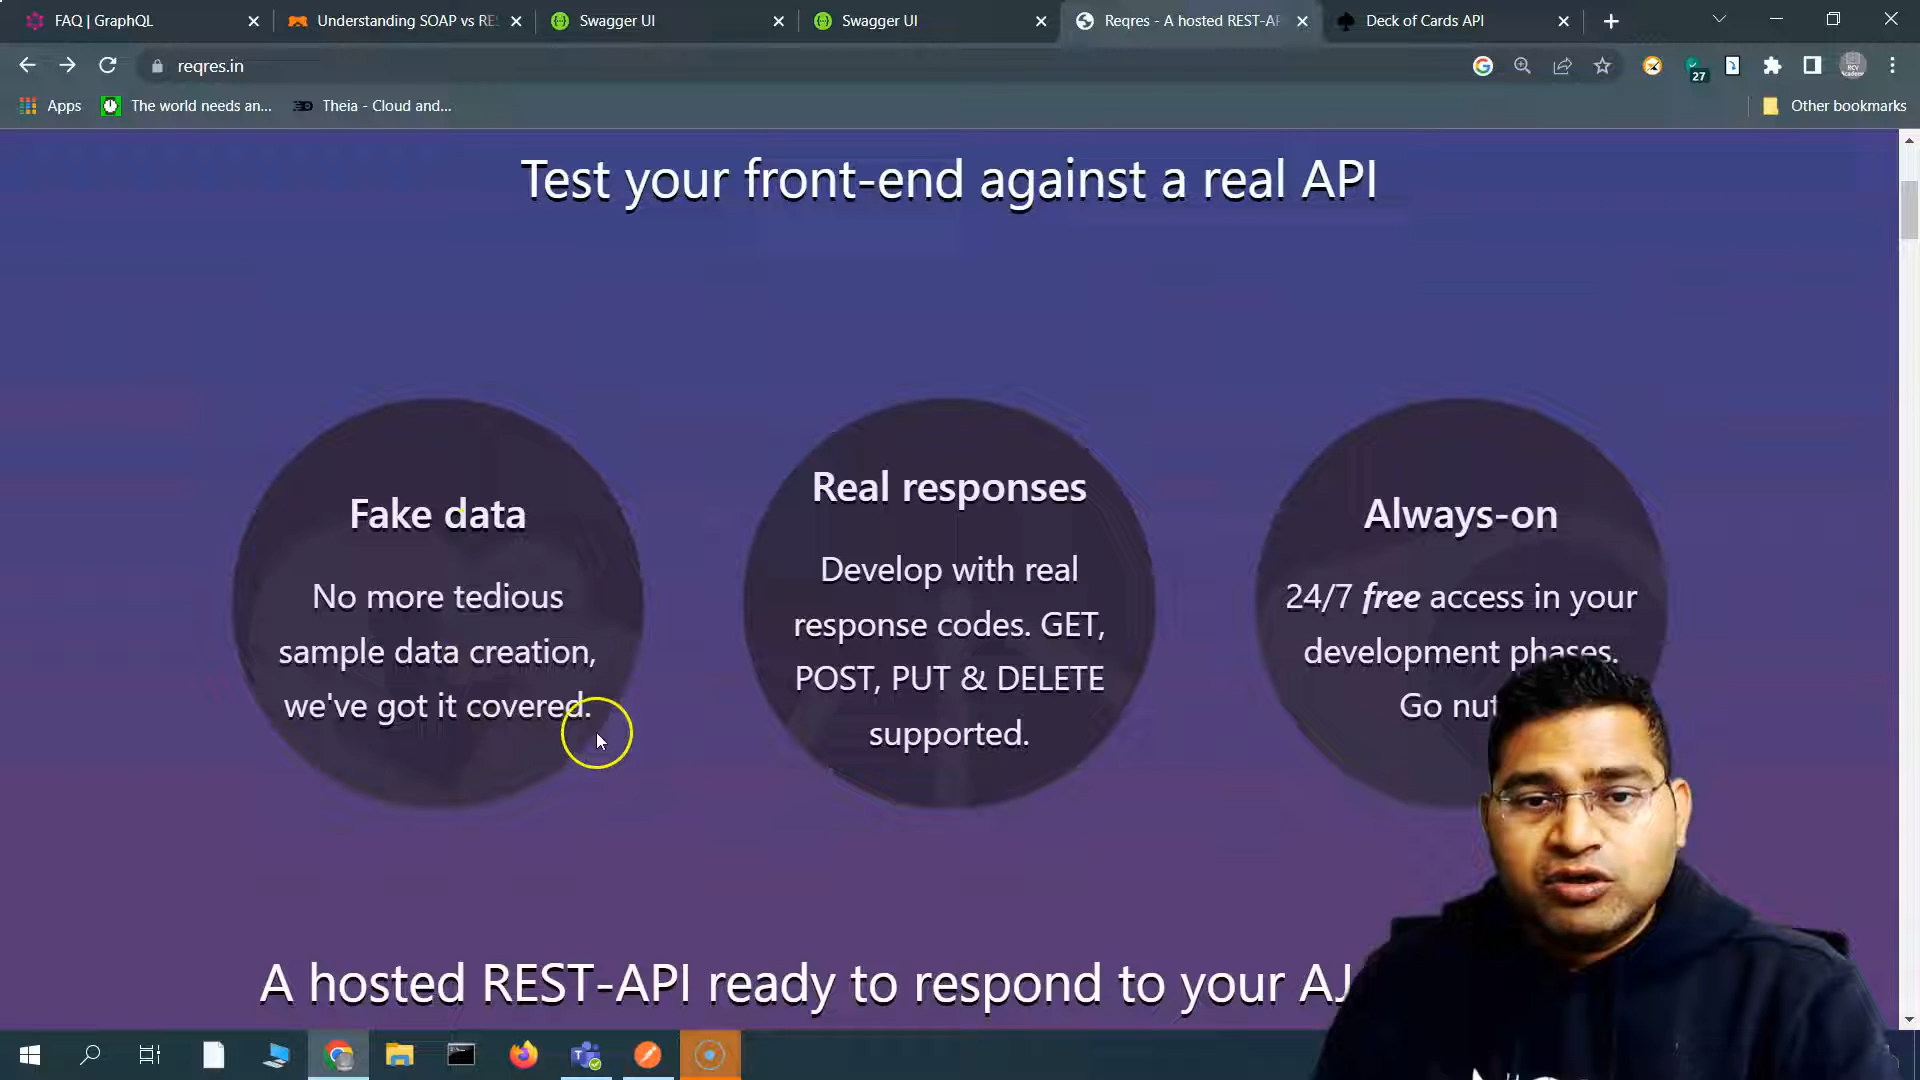 FAQ | GraphQL
Understanding SOAP vs RES
Swagger UI
Swagger UI
Reqres - A hosted REST-AP
Deck of Cards API
reqres.in
27
Apps
The world needs an...
Theia - Cloud and...
Other bookmarks
Test your front-end against a real API
Fake data
No more tedious
sample data creation,
we've got it covered.
Real responses
Develop with real
response codes. GET,
POST, PUT & DELETE
supported.
Always-on
24/7 free access in your
development phases.
Go nut
A hosted REST-API ready to respond to your AJ